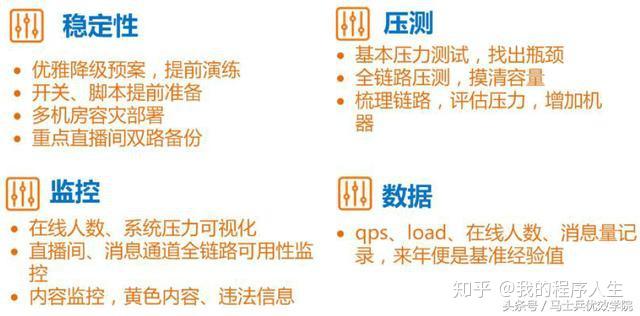 稳定性
优雅降级预案，提前演练
开关、脚本提前准备
多机房容灾部署
重点直播间双路备份
压测
基本压力测试，找出瓶颈
全链路压测，摸清容量
梳理链路，评估压力，增加机
器
监控
在线人数、系统压力可视化
直播间、消息通道全链路可用性监
控
内容监控，黄色内容、违法信息
数据
qps、load、在线人数、消息量记
录，来年便是基准经验值
知乎 @我的程序人生
头条号 / 马士兵优效学院